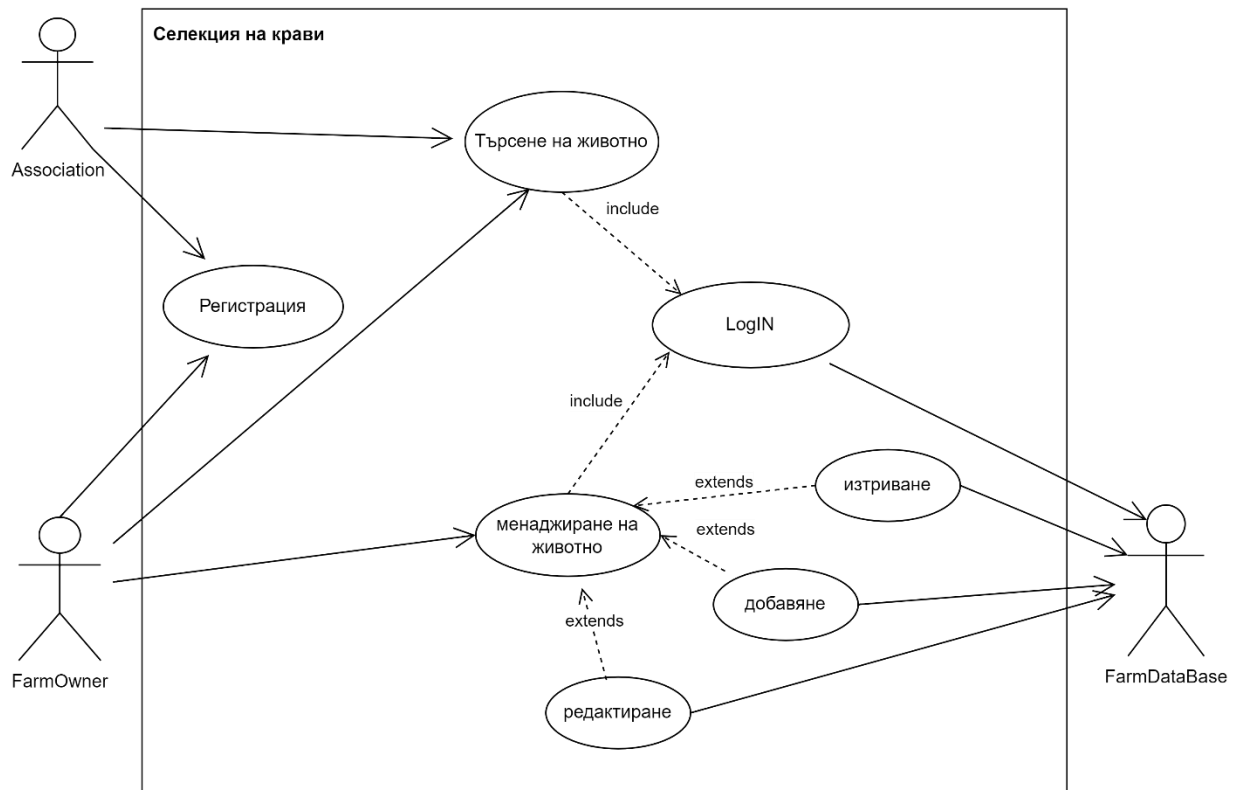 Селекция на крави
Association
Търсене на животно
include
Регистрация
LogIN
include
extends
изтриване
менаджиране на
животно
extends
добавяне
extends
FarmOwner
FarmDataBase
редактиране